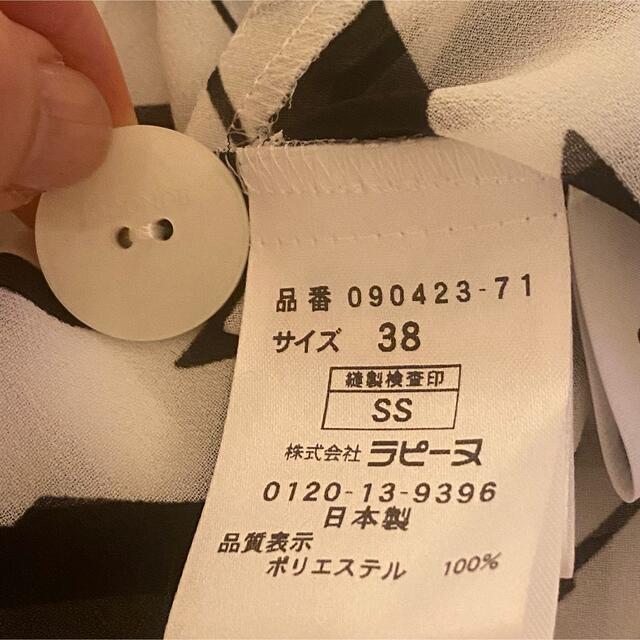 品番 090423-71
サイズ 38
縫製検査印
SS
株式会社 ラピーヌ
0120-13-9396
日本製
品質表示
ポリエステル 100%